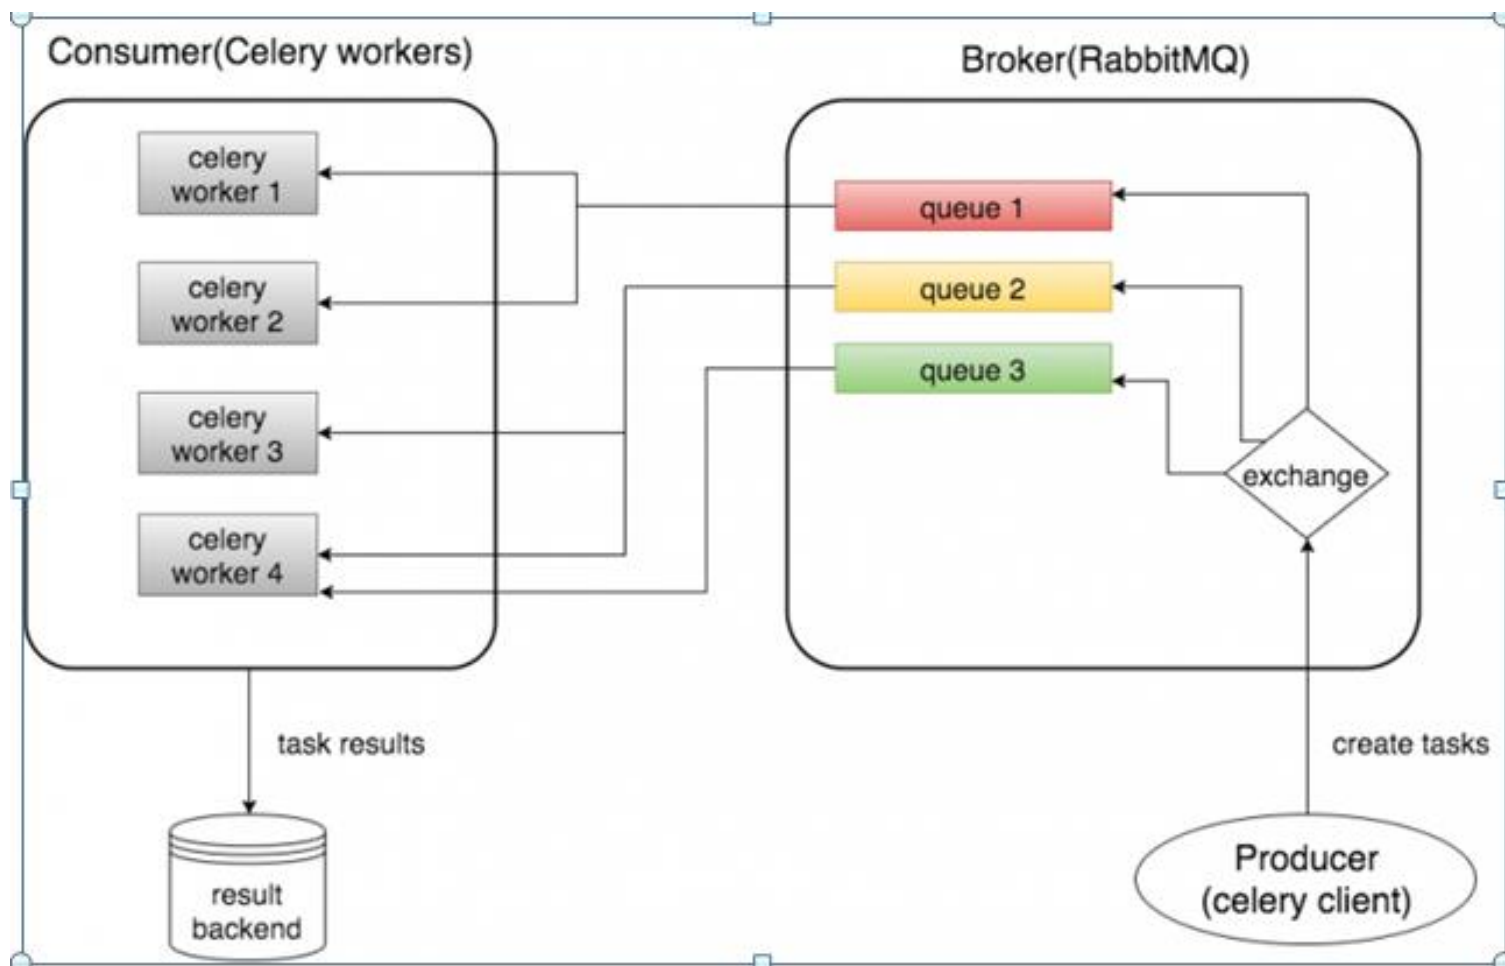 Consumer(Celery workers)
Broker(RabbitMQ)
celery
worker 1
celery
worker 2
celery
worker 3
celery
worker 4
queue 1
queue 2
queue 3
exchange
task results
create tasks
result
backend
Producer
(celery client)